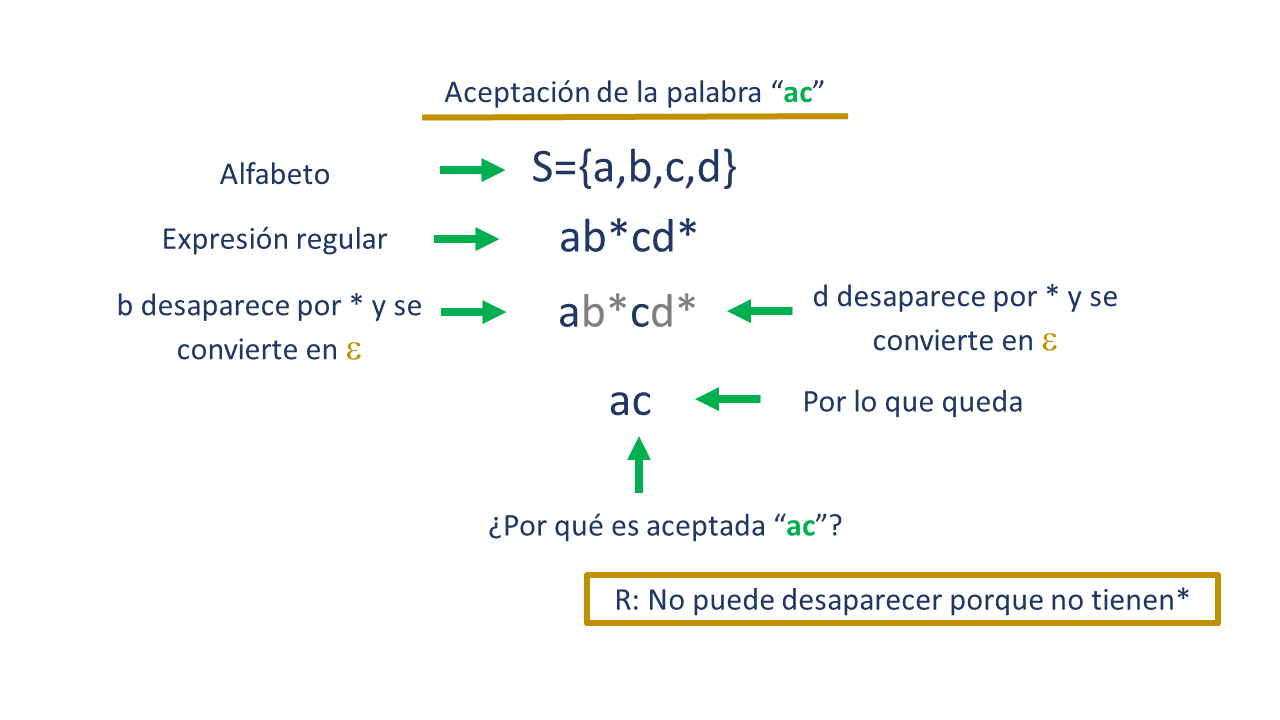 Aceptación de la palabra “ac”
Alfabeto
S={a,b,c,d}
Expresión regular
ab*cd*
b desaparece por * y se
convierte en ε
ab*cd*
d desaparece por * y se
convierte en ε
ac
Por lo que queda
¿Por qué es aceptada “ac”?
R: No puede desaparecer porque no tienen*